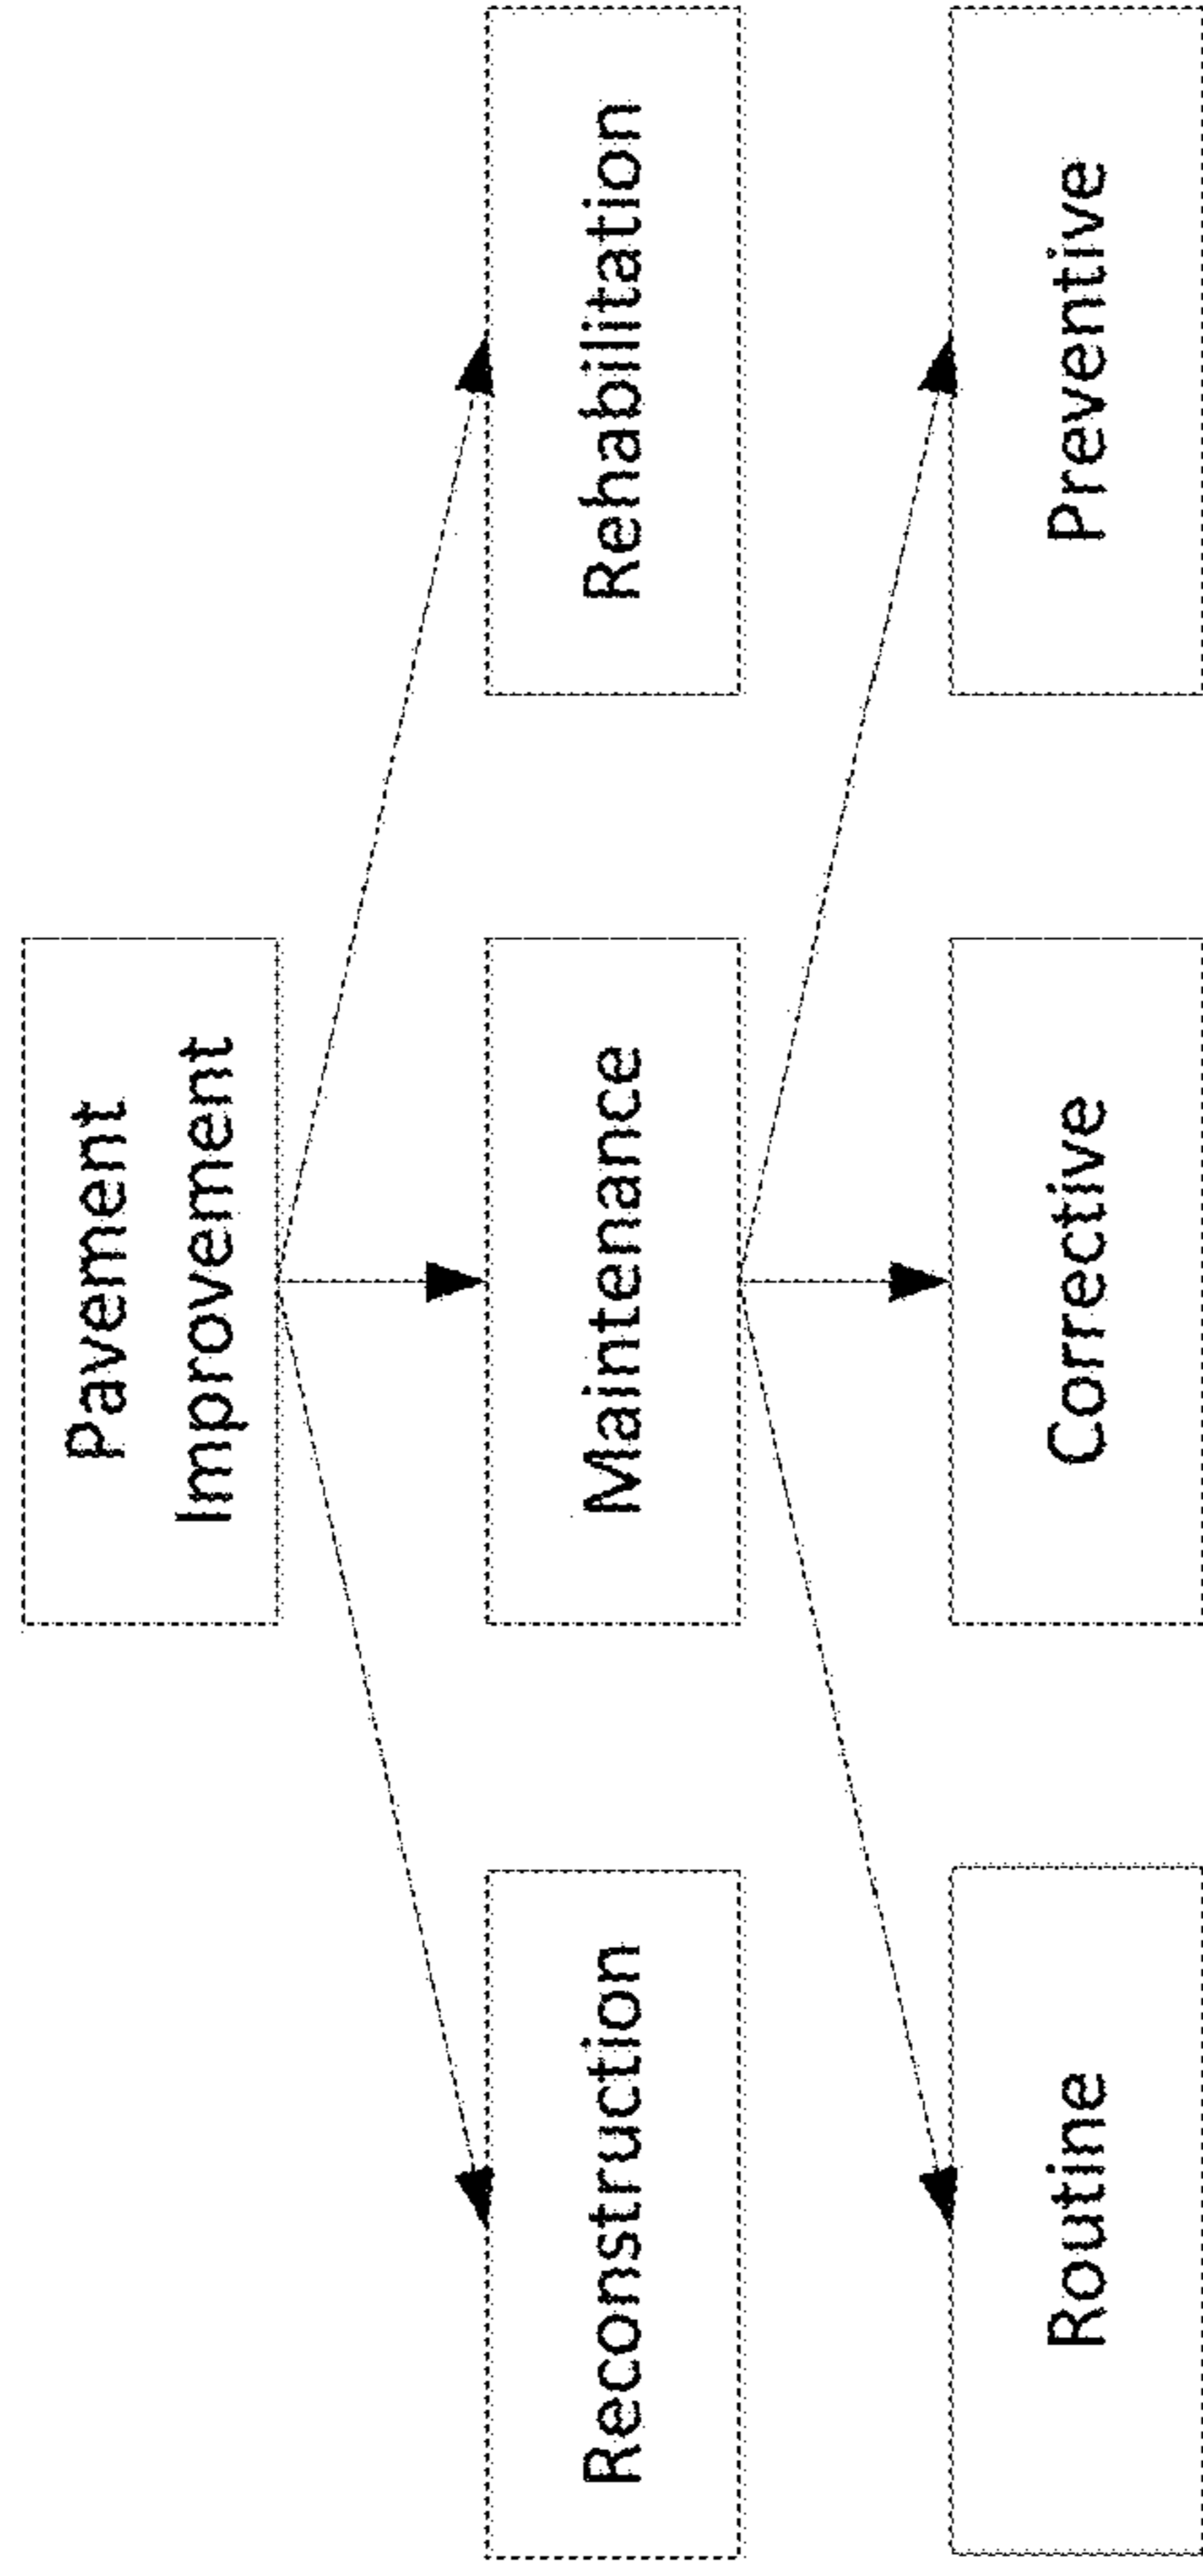 Pavement
Improvement
Reconstruction
Maintenance
Rehabilitation
Routine
Corrective
Preventive